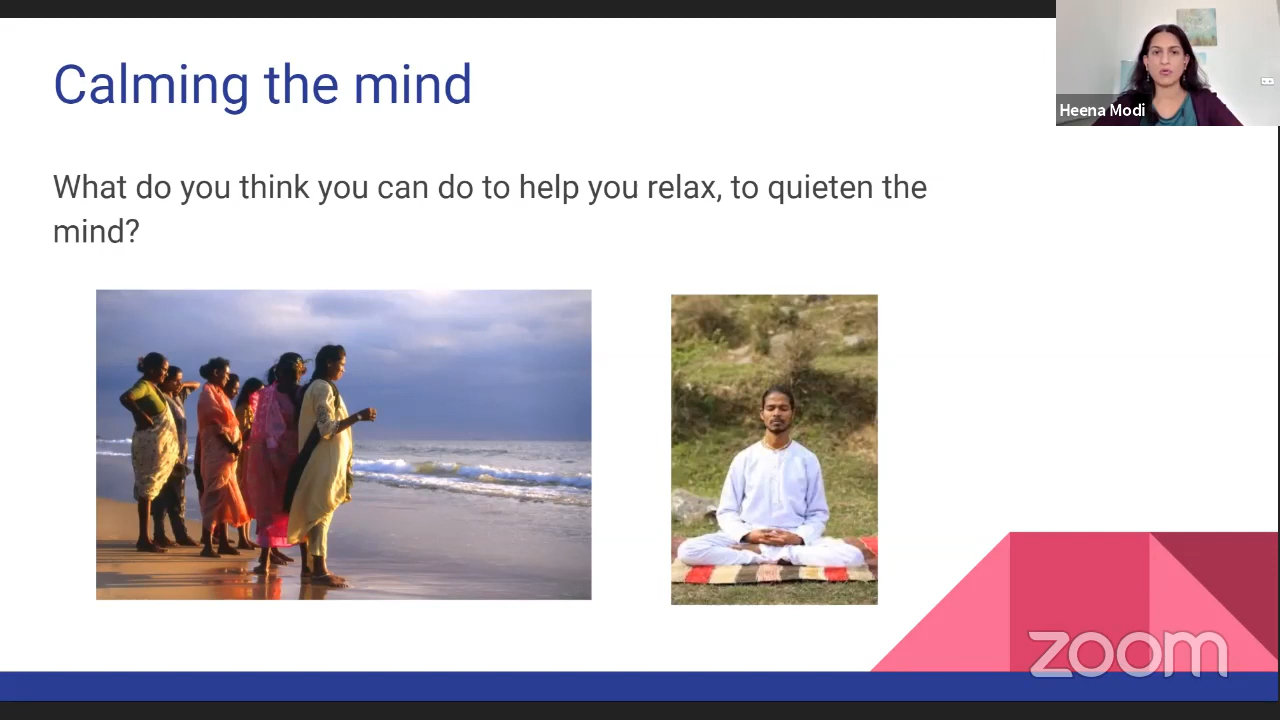 Calming the mind
Heena Modi
What do you think you can do to help you relax, to quieten the
mind?
zoom